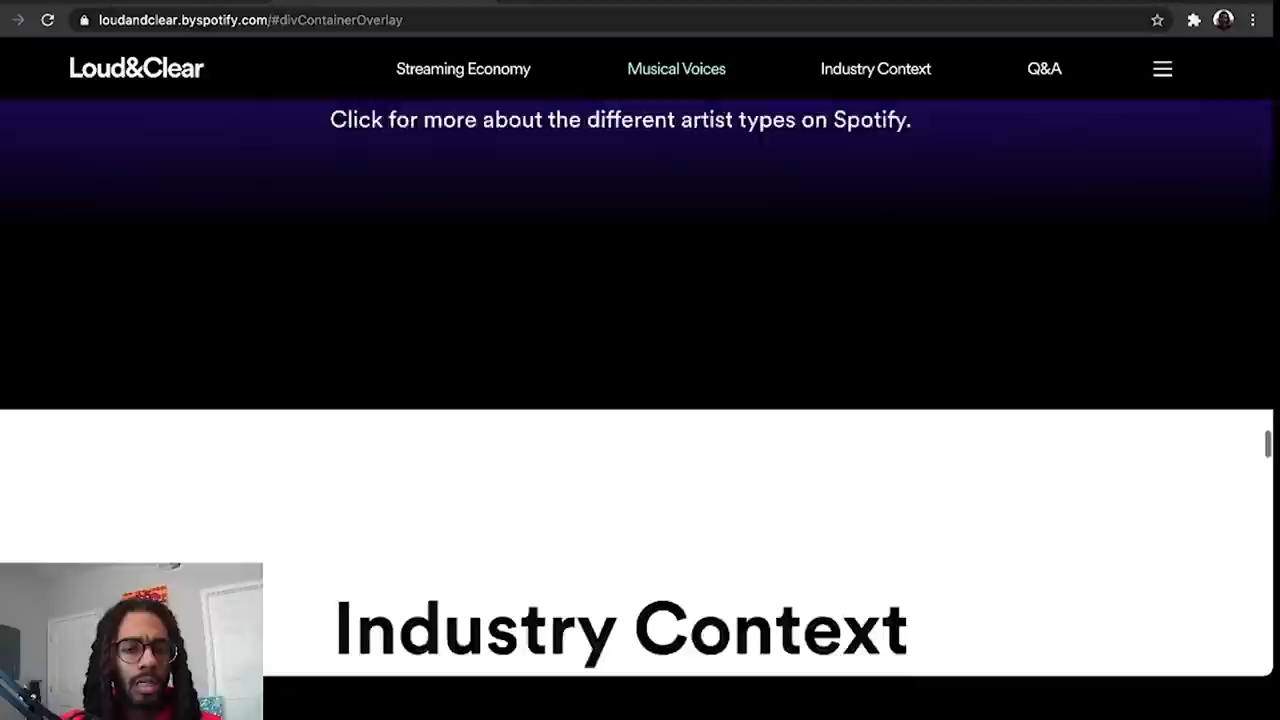 loudandclear.byspotify.com/#divContainerOverlay
Loud&Clear
Streaming Economy
Musical Voices
Industry Context
Q&A
Click for more about the different artist types on Spotify.
Industry Context